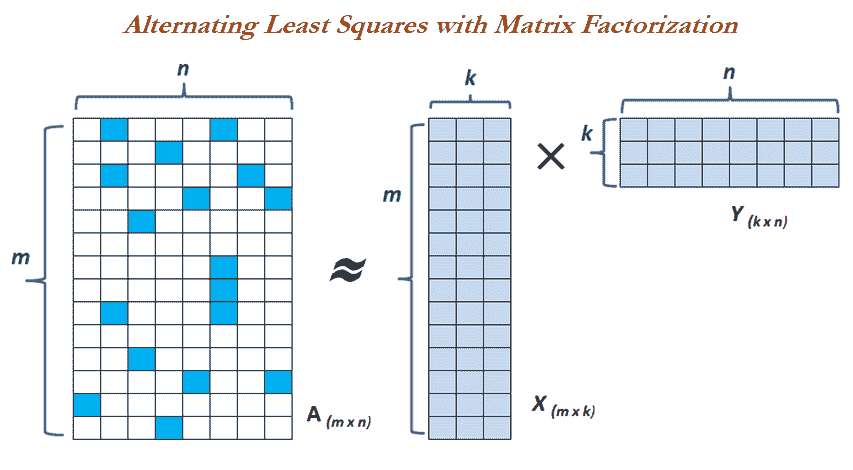 Alternating Least Squares with Matrix Factorization
n
k
n
m
≈
m
×
k
Y (k x n)
A (m x n)
X (m x k)